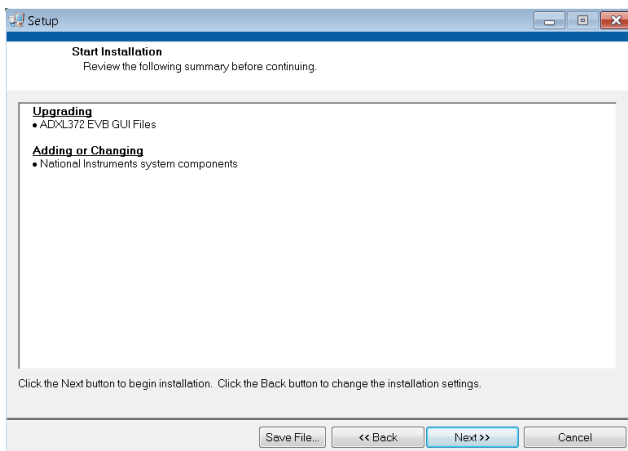 Setup
Start Installation
Review the following summary before continuing.
Upgrading
• ADXL372 EVB GUI Files
Adding or Changing
• National Instruments system components
Click the Next button to begin installation. Click the Back button to change the installation settings.
Save File... << Back Next >> Cancel